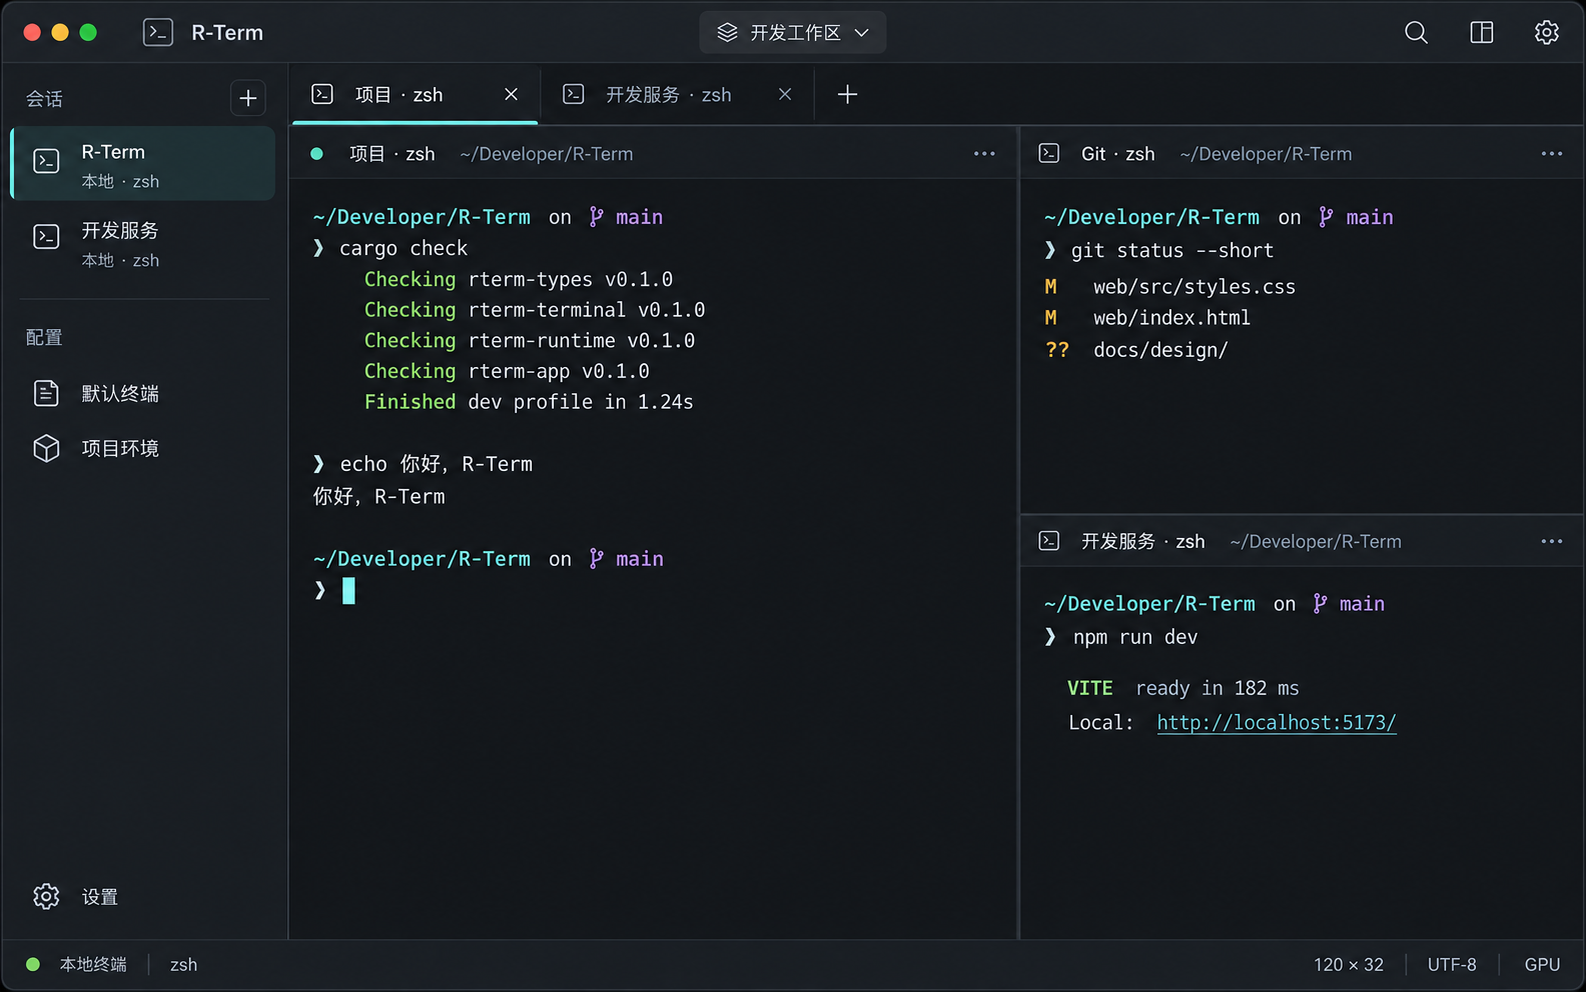 R-Term
开发工作区
会话
R-Term
本地 · zsh
开发服务
本地 · zsh
配置
默认终端
项目环境
设置
项目 · zsh
开发服务 · zsh
项目 · zsh ~/Developer/R-Term
~/Developer/R-Term on main
❯ cargo check
Checking rterm-types v0.1.0
Checking rterm-terminal v0.1.0
Checking rterm-runtime v0.1.0
Checking rterm-app v0.1.0
Finished dev profile in 1.24s
❯ echo 你好，R-Term
你好，R-Term
~/Developer/R-Term on main
❯
Git · zsh ~/Developer/R-Term
~/Developer/R-Term on main
❯ git status --short
M web/src/styles.css
M web/index.html
?? docs/design/
开发服务 · zsh ~/Developer/R-Term
~/Developer/R-Term on main
❯ npm run dev
VITE ready in 182 ms
Local: http://localhost:5173/
本地终端 zsh
120 × 32 UTF-8 GPU